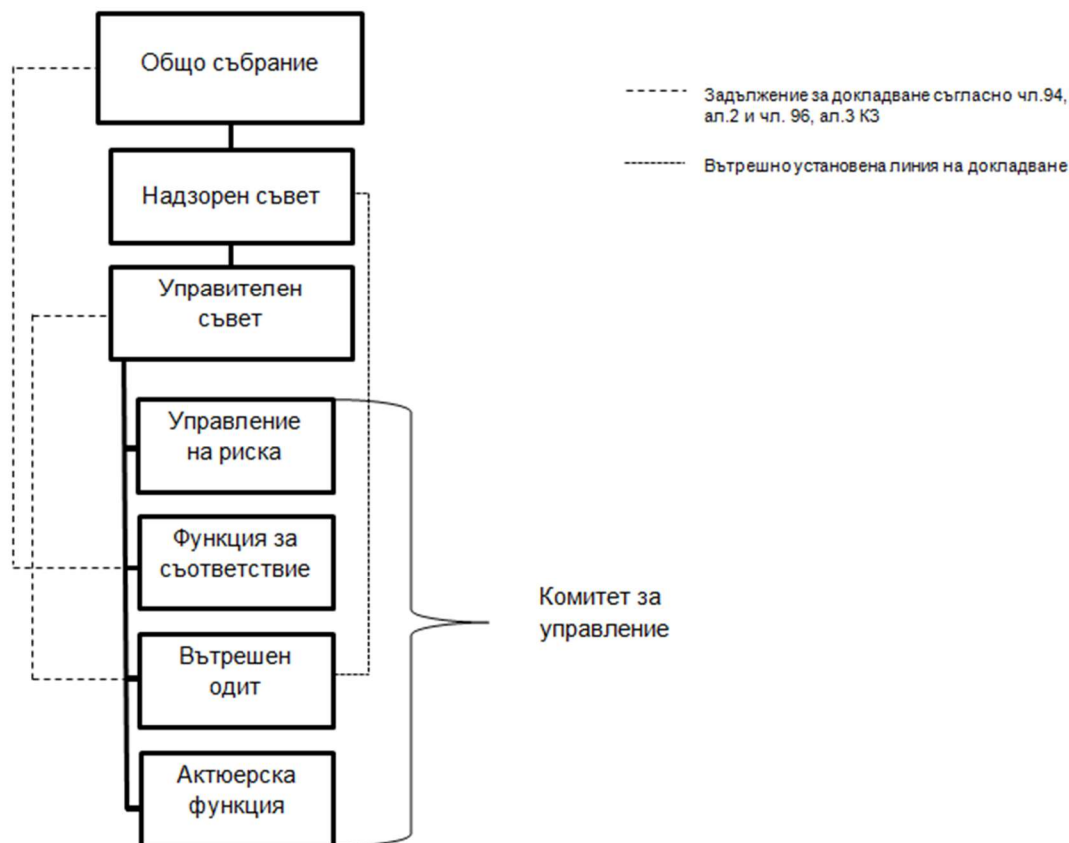 Общо събрание
Надзорен съвет
Управителен
съвет
Управление
на риска
Функция за
съответствие
Вътрешен
одит
Актюерска
функция
Комитет за
управление
Задължение за докладване съгласно чл.94,
ал.2 и чл. 96, ал.3 КЗ
Вътрешно установена линия на докладване